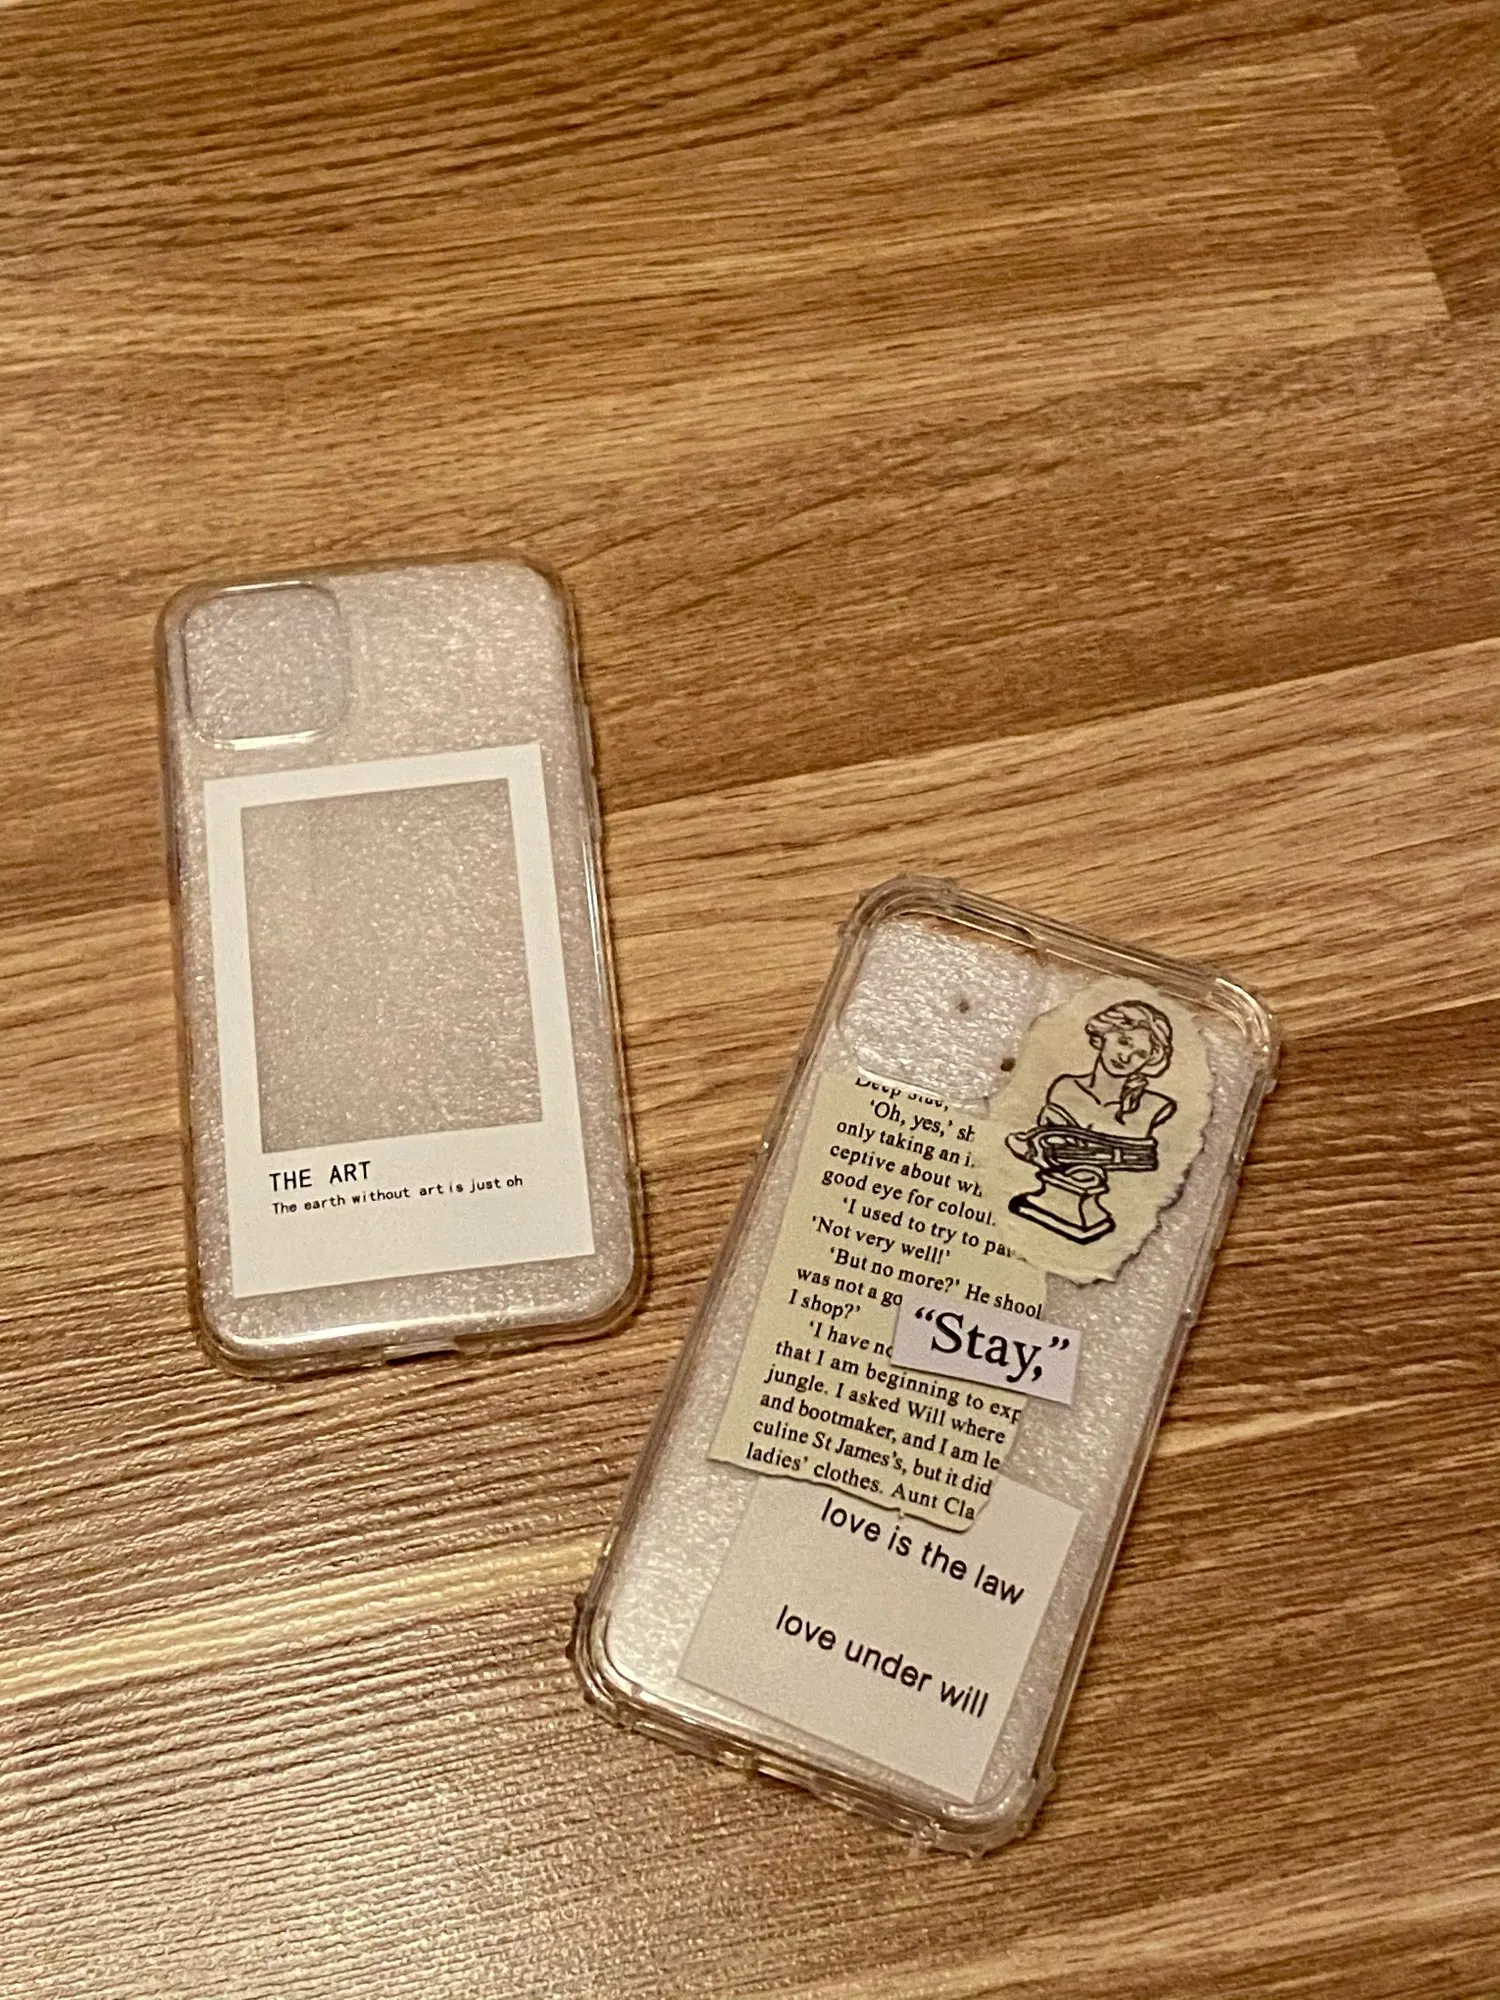 THE ART
The earth without art is just oh
'Oh, yes,' sh
only taking an i
ceptive about wh
good eye for colou
'I used to try to pa
'Not very well!'
'But no more?' He shool
was not a go
I shop?'
'I have no
that I am beginning to exp
jungle. I asked Will where
and bootmaker, and I am le
culine St James's, but it did
ladies' clothes. Aunt Cla
"Stay,"
love is the law
love under will